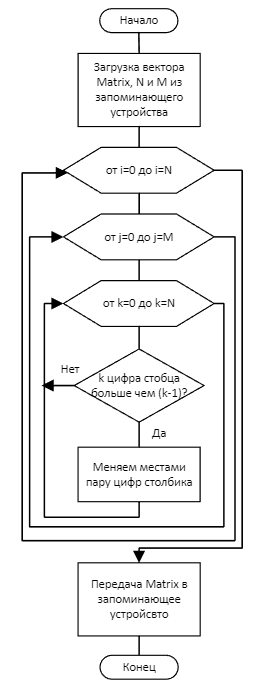 Начало
Загрузка вектора
Matrix, N и M из
запоминающего
устройства
от i=0 до i=N
от j=0 до j=M
от k=0 до k=N
Нет
k цифра стобца
больше чем (k-1)?
Да
Меняем местами
пару цифр столбика
Передача Matrix в
запоминающее
устройсвто
Конец